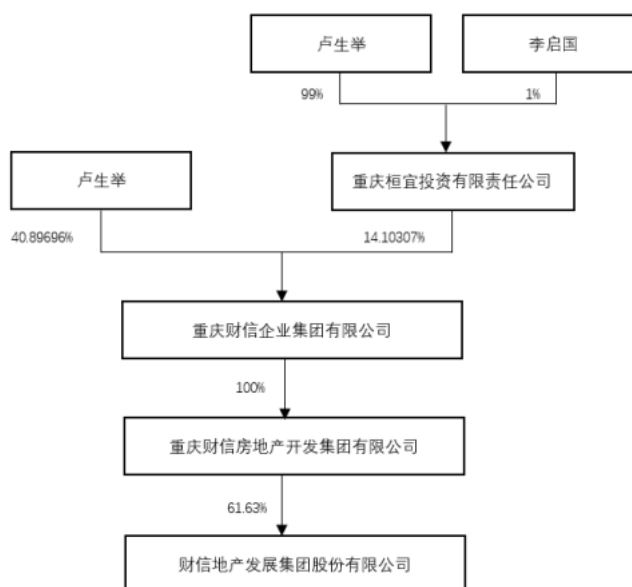 卢生举
李启国
99%
1%
卢生举
重庆桓宜投资有限责任公司
40.89696%
14.10307%
重庆财信企业集团有限公司
100%
重庆财信房地产开发集团有限公司
61.63%
财信地产发展集团股份有限公司